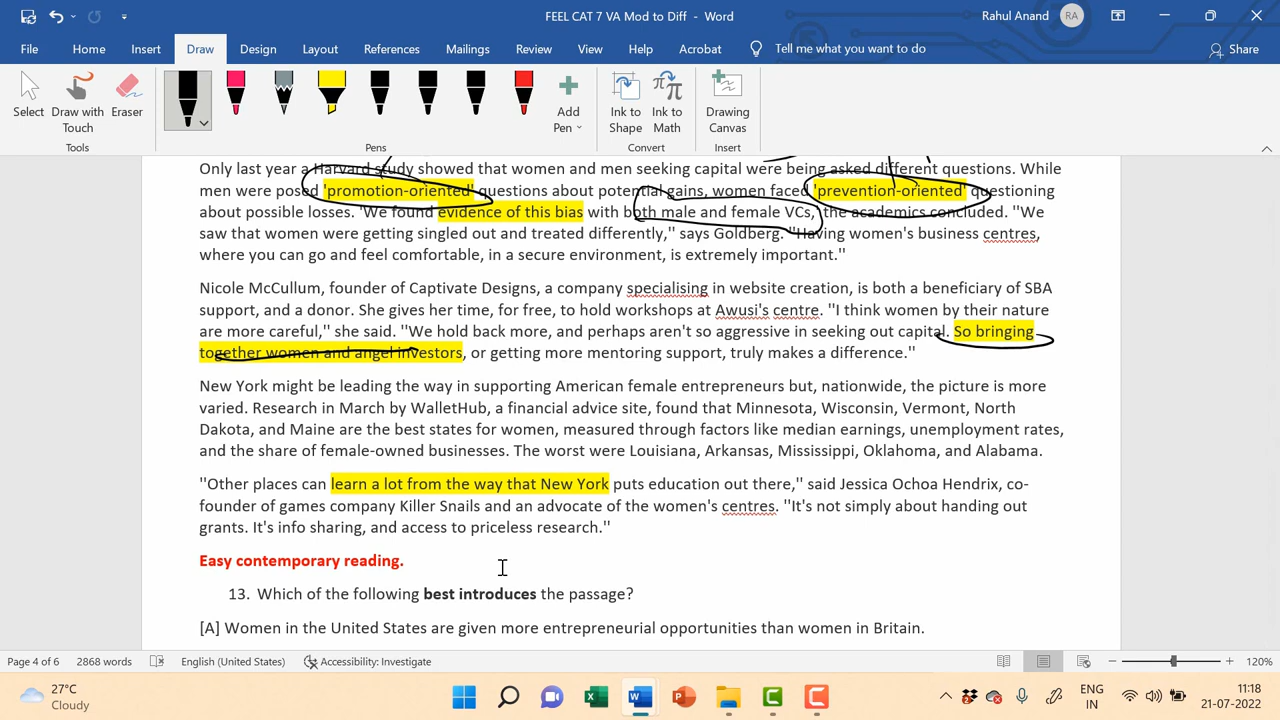 FEEL CAT 7 VA Mod to Diff - Word
Rahul Anand RA
File Home Insert Draw Design Layout References Mailings Review View Help Acrobat Tell me what you want to do Share
Select Draw with Touch Eraser Add Pen Ink to Shape Ink to Math Drawing Canvas
Tools Pens Convert Insert
Only last year a Harvard study showed that women and men seeking capital were being asked different questions. While
men were posed 'promotion-oriented' questions about potential gains, women faced 'prevention-oriented' questioning
about possible losses. 'We found evidence of this bias with both male and female VCs,' the academics concluded. "We
saw that women were getting singled out and treated differently," says Goldberg. "Having women's business centres,
where you can go and feel comfortable, in a secure environment, is extremely important."
Nicole McCullum, founder of Captivate Designs, a company specialising in website creation, is both a beneficiary of SBA
support, and a donor. She gives her time, for free, to hold workshops at Awusi's centre. "I think women by their nature
are more careful," she said. "We hold back more, and perhaps aren't so aggressive in seeking out capital. So bringing
together women and angel investors, or getting more mentoring support, truly makes a difference."
New York might be leading the way in supporting American female entrepreneurs but, nationwide, the picture is more
varied. Research in March by WalletHub, a financial advice site, found that Minnesota, Wisconsin, Vermont, North
Dakota, and Maine are the best states for women, measured through factors like median earnings, unemployment rates,
and the share of female-owned businesses. The worst were Louisiana, Arkansas, Mississippi, Oklahoma, and Alabama.
"Other places can learn a lot from the way that New York puts education out there," said Jessica Ochoa Hendrix, co-
founder of games company Killer Snails and an advocate of the women's centres. "It's not simply about handing out
grants. It's info sharing, and access to priceless research."
Easy contemporary reading.
13. Which of the following best introduces the passage?
[A] Women in the United States are given more entrepreneurial opportunities than women in Britain.
Page 4 of 6 2868 words English (United States) Accessibility: Investigate 120%
27°C
Cloudy
ENG
IN
11:18
21-07-2022